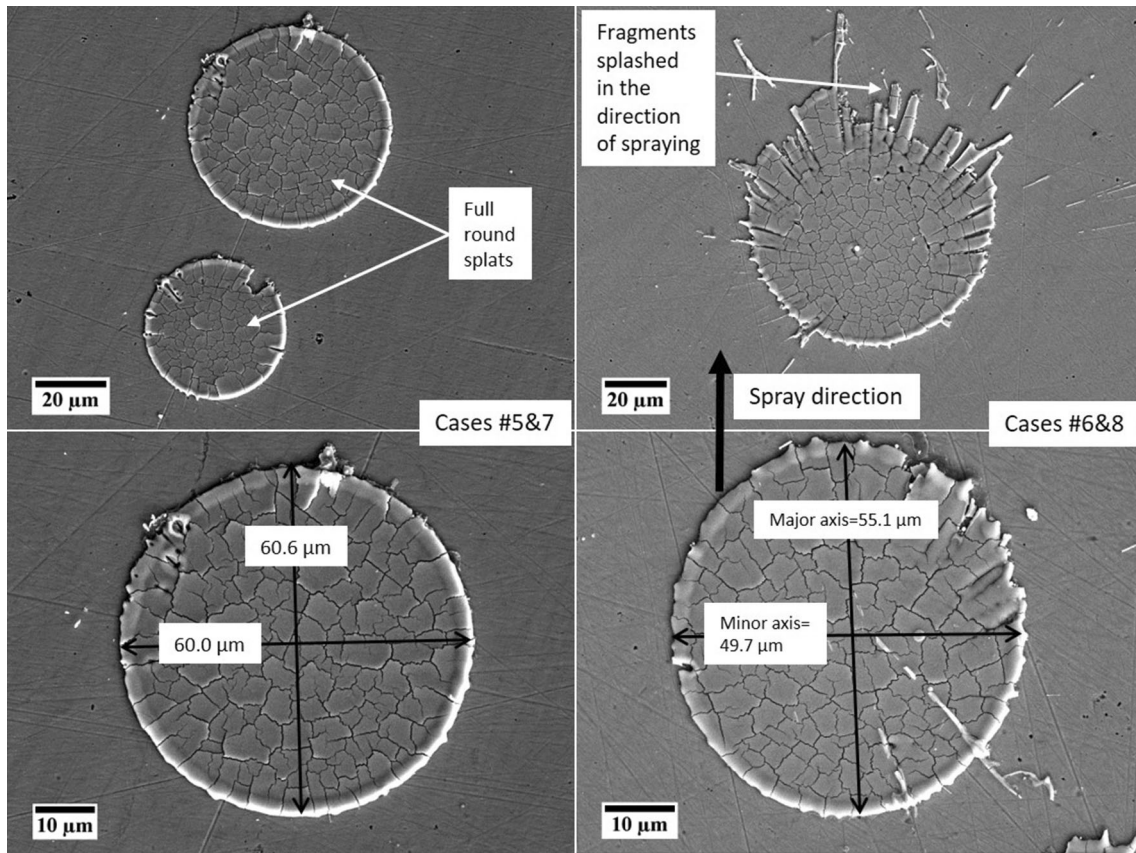 Full
round
splats
20 µm
Cases #5&7
Fragments
splashed
in the
direction
of spraying
20 µm
Spray direction
Cases #6&8
60.6 µm
60.0 µm
10 µm
Major axis=55.1 µm
Minor axis=
49.7 µm
10 µm